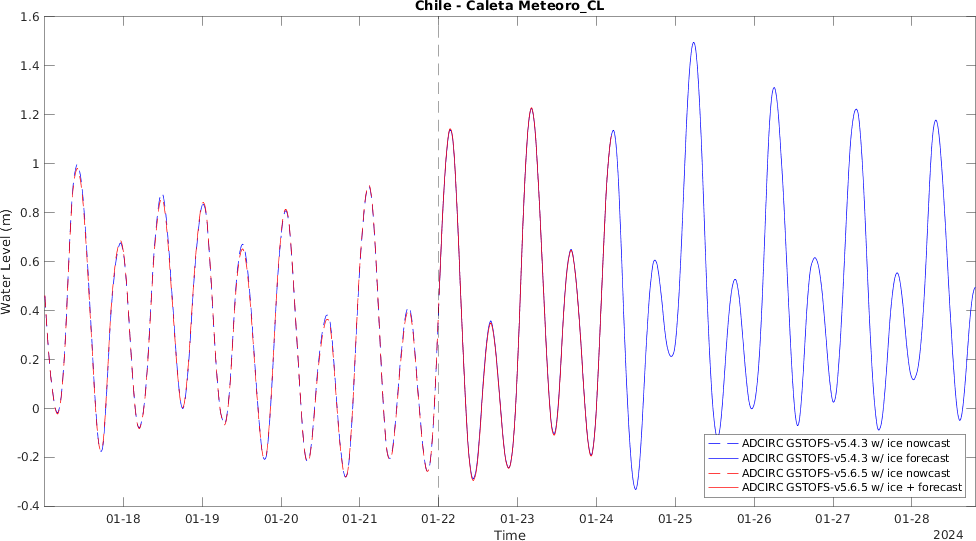 Chile - Caleta Meteoro_CL
1.6
1.4
1.2
1
0.8
0.6
0.4
0.2
0
-0.2
-0.4
Water Level (m)
ADCIRC GSTOFS-v5.4.3 w/ ice nowcast
ADCIRC GSTOFS-v5.4.3 w/ ice forecast
ADCIRC GSTOFS-v5.6.5 w/ ice nowcast
ADCIRC GSTOFS-v5.6.5 w/ ice + forecast
01-18 01-19 01-20 01-21 01-22 01-23 01-24 01-25 01-26 01-27 01-28
Time
2024